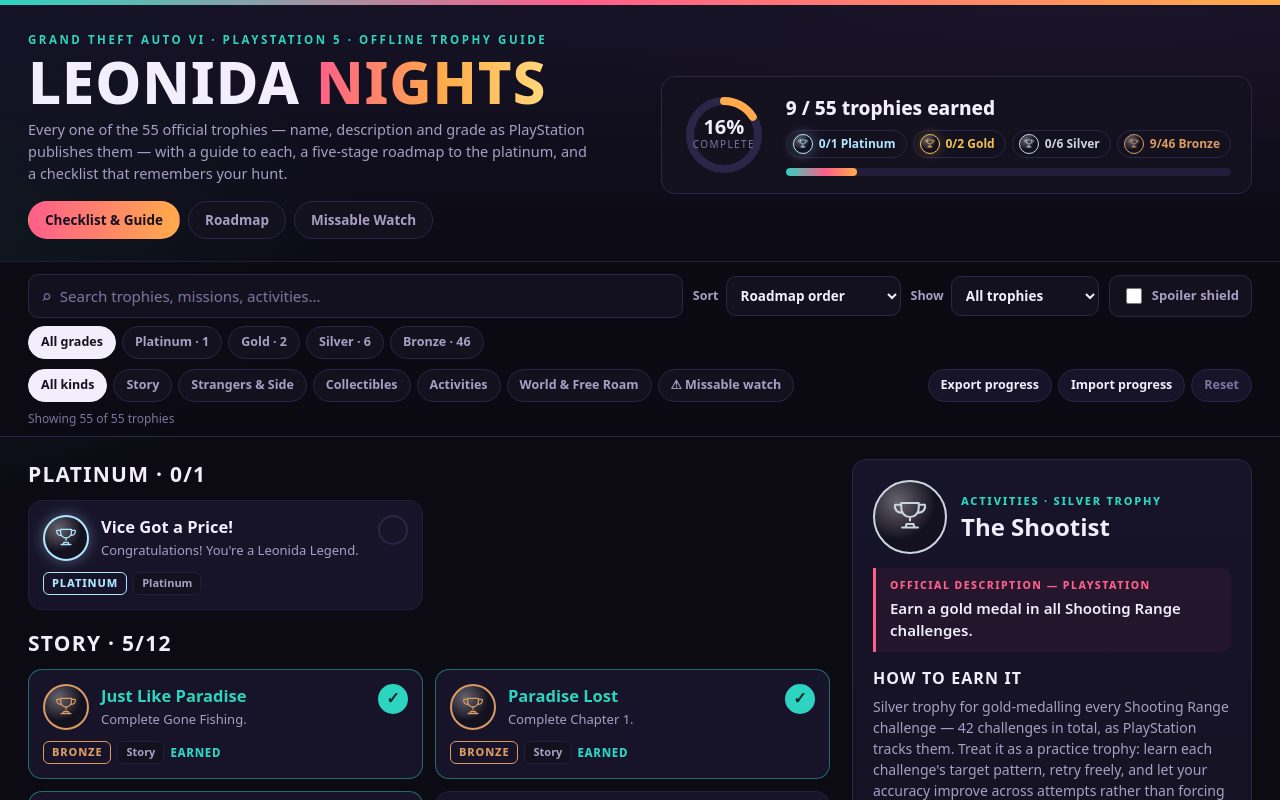 GRAND THEFT AUTO VI · PLAYSTATION 5 · OFFLINE TROPHY GUIDE
LEONIDA NIGHTS
Every one of the 55 official trophies — name, description and grade as PlayStation
publishes them — with a guide to each, a five-stage roadmap to the platinum, and
a checklist that remembers your hunt.
16%
COMPLETE
9 / 55 trophies earned
0/1 Platinum
0/2 Gold
0/6 Silver
9/46 Bronze
Checklist & Guide
Roadmap
Missable Watch
Search trophies, missions, activities...
Sort
Roadmap order
Show
All trophies
Spoiler shield
All grades
Platinum · 1
Gold · 2
Silver · 6
Bronze · 46
All kinds
Story
Strangers & Side
Collectibles
Activities
World & Free Roam
⚠ Missable watch
Export progress
Import progress
Reset
Showing 55 of 55 trophies
PLATINUM · 0/1
Vice Got a Price!
Congratulations! You're a Leonida Legend.
PLATINUM
Platinum
STORY · 5/12
Just Like Paradise
Complete Gone Fishing.
BRONZE
Story
EARNED
Paradise Lost
Complete Chapter 1.
BRONZE
Story
EARNED
ACTIVITIES · SILVER TROPHY
The Shootist
OFFICIAL DESCRIPTION — PLAYSTATION
Earn a gold medal in all Shooting Range
challenges.
HOW TO EARN IT
Silver trophy for gold-medalling every Shooting Range
challenge — 42 challenges in total, as PlayStation
tracks them. Treat it as a practice trophy: learn each
challenge's target pattern, retry freely, and let your
accuracy improve across attempts rather than forcing